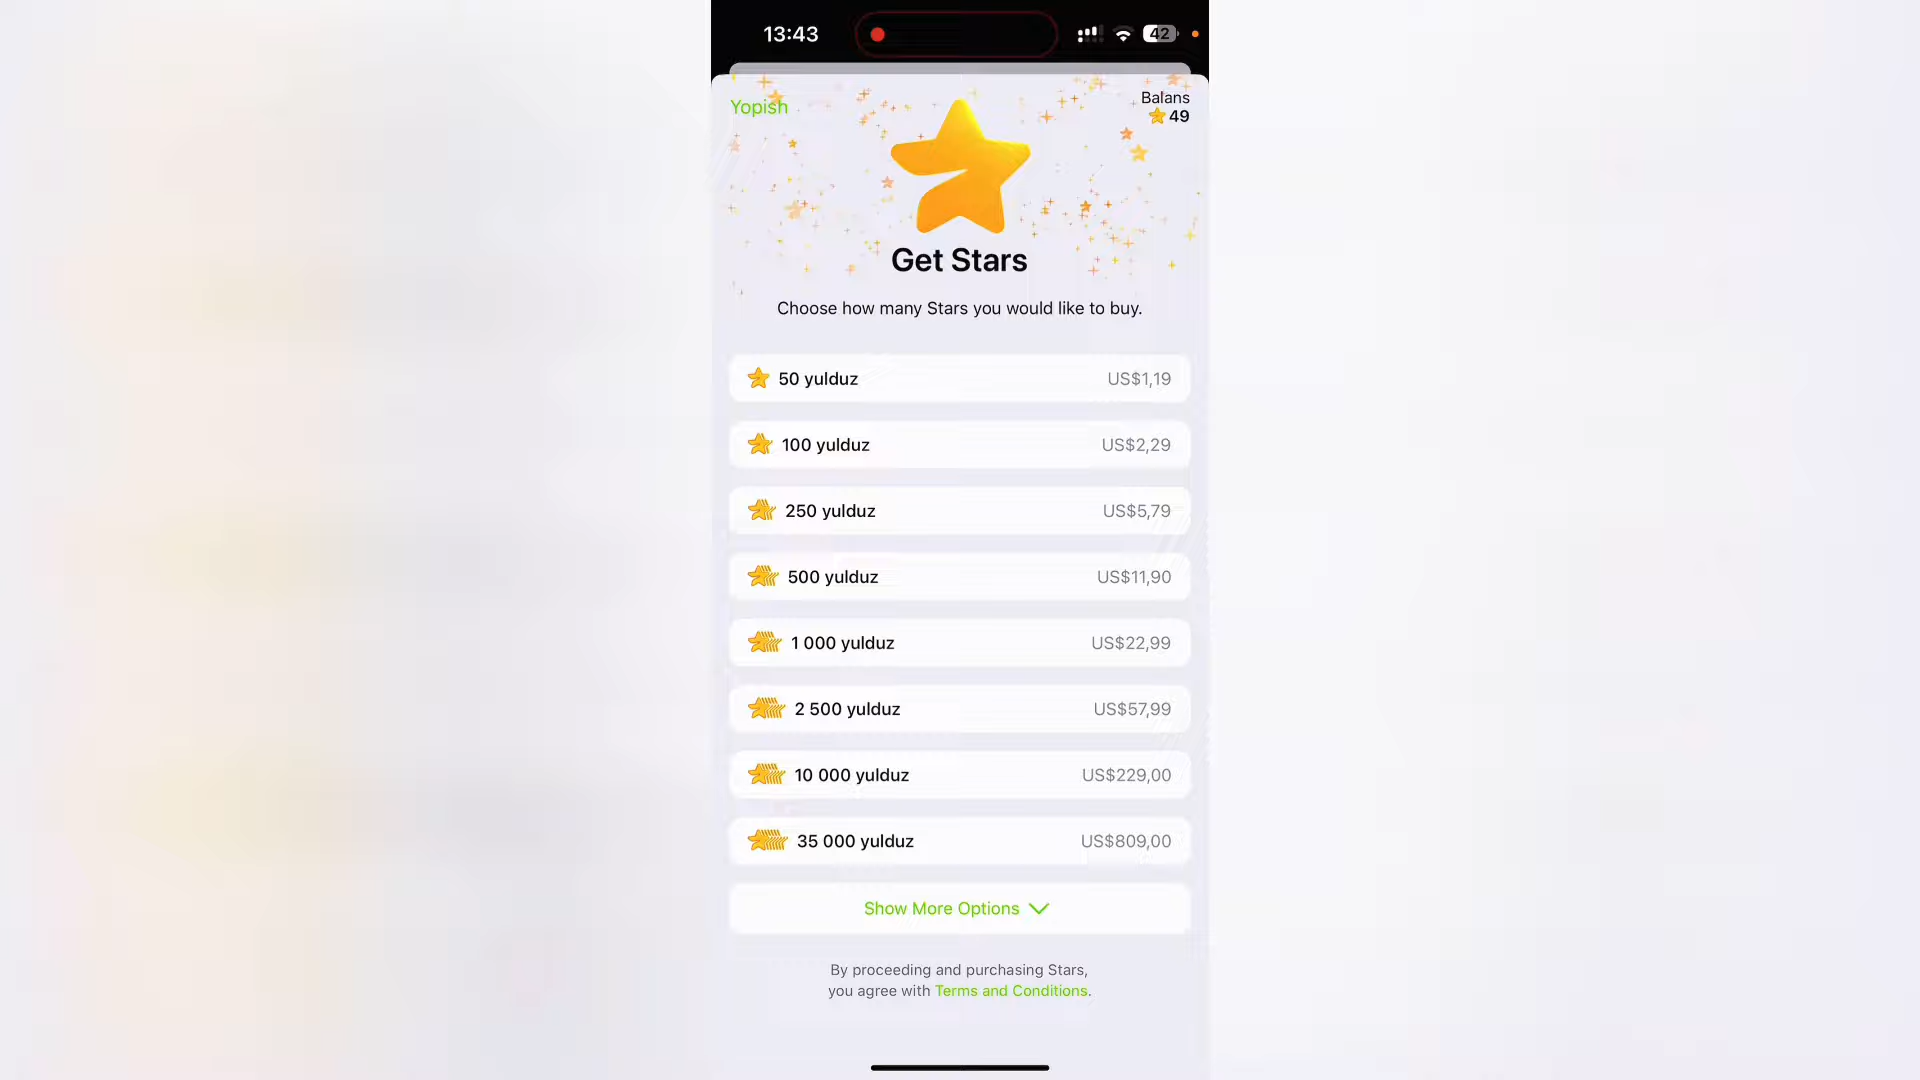 13:43
42
Yopish
Balans
49
Get Stars
Choose how many Stars you would like to buy.
50 yulduz US$1,19
100 yulduz US$2,29
250 yulduz US$5,79
500 yulduz US$11,90
1 000 yulduz US$22,99
2 500 yulduz US$57,99
10 000 yulduz US$229,00
35 000 yulduz US$809,00
Show More Options
By proceeding and purchasing Stars,
you agree with Terms and Conditions.